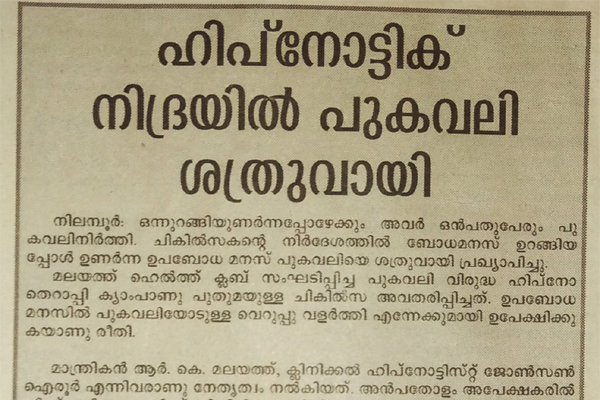 ഹിപ്നോട്ടിക്
നിദ്രയിൽ പുകവലി
ശത്രുവായി
നിലമ്പൂർ: ഒന്നുറങ്ങിയുണർന്നപ്പോഴേക്കും അവർ ഒൻപതുപേരും പു
കവലിനിർത്തി. ചികിൽസകന്റെ നിർദേശത്തിൽ ബോധമനസ് ഉറങ്ങിയ
പ്പോൾ ഉണർന്ന ഉപബോധ മനസ് പുകവലിയെ ശത്രുവായി പ്രഖ്യാപിച്ചു.
മലയത്ത് ഹെൽത്ത് ക്ലബ് സംഘടിപ്പിച്ച പുകവലി വിരുദ്ധ ഹിപ്നോ
തെറാപ്പി ക്യാംപാണു പുതുമയുള്ള ചികിൽസ അവതരിപ്പിച്ചത്. ഉപബോധ
മനസിൽ പുകവലിയോടുള്ള വെറുപ്പു വളർത്തി എന്നേക്കുമായി ഉപേക്ഷിക്കു
കയാണു രീതി.
മാന്ത്രികൻ ആർ. കെ. മലയത്ത്, ക്ലിനിക്കൽ ഹിപ്നോട്ടിസ്റ്റ് ജോൺസൺ
ഐരൂർ എന്നിവരാണു നേതൃത്വം നൽകിയത്. അൻപതോളം അപേക്ഷകരിൽ